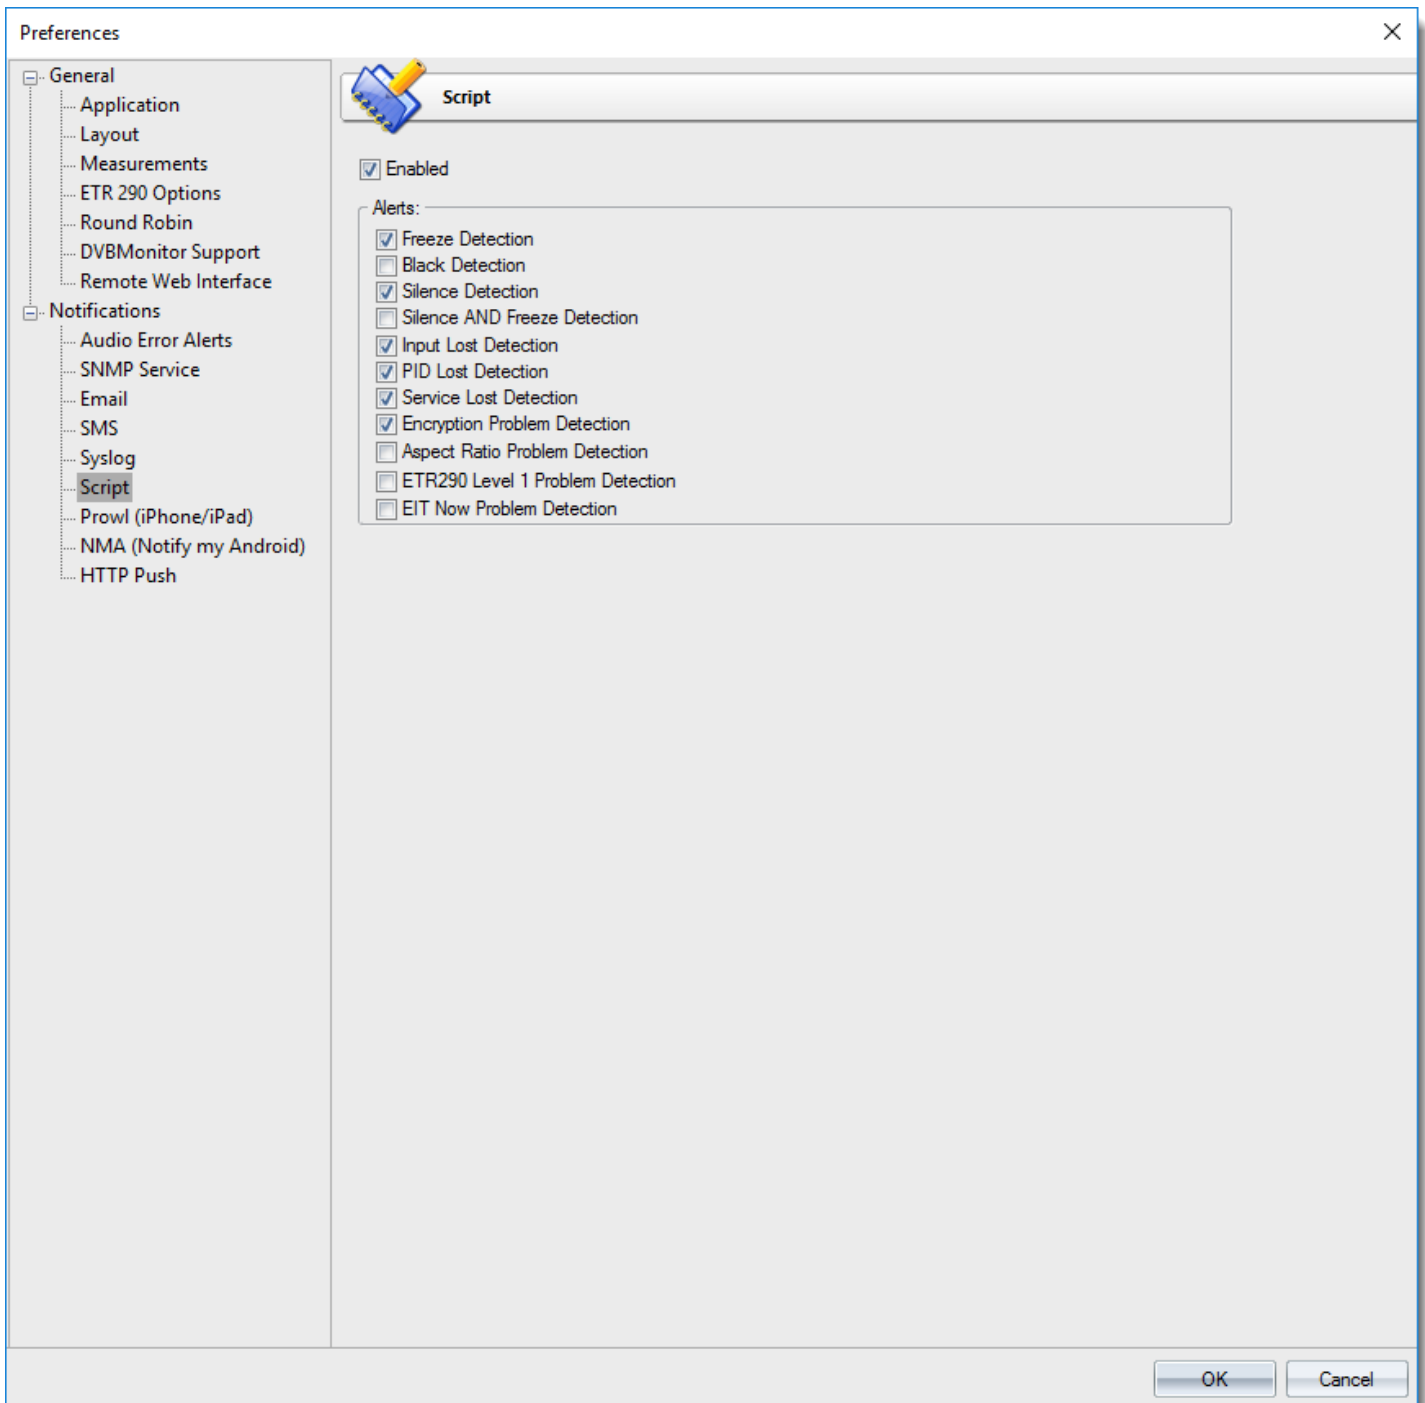 Preferences
General
Application
Layout
Measurements
ETR 290 Options
Round Robin
DVBMonitor Support
Remote Web Interface
Notifications
Audio Error Alerts
SNMP Service
Email
SMS
Syslog
Script
Prowl (iPhone/iPad)
NMA (Notify my Android)
HTTP Push
Script
Enabled
Alerts:
Freeze Detection
Black Detection
Silence Detection
Silence AND Freeze Detection
Input Lost Detection
PID Lost Detection
Service Lost Detection
Encryption Problem Detection
Aspect Ratio Problem Detection
ETR290 Level 1 Problem Detection
EIT Now Problem Detection
OK
Cancel